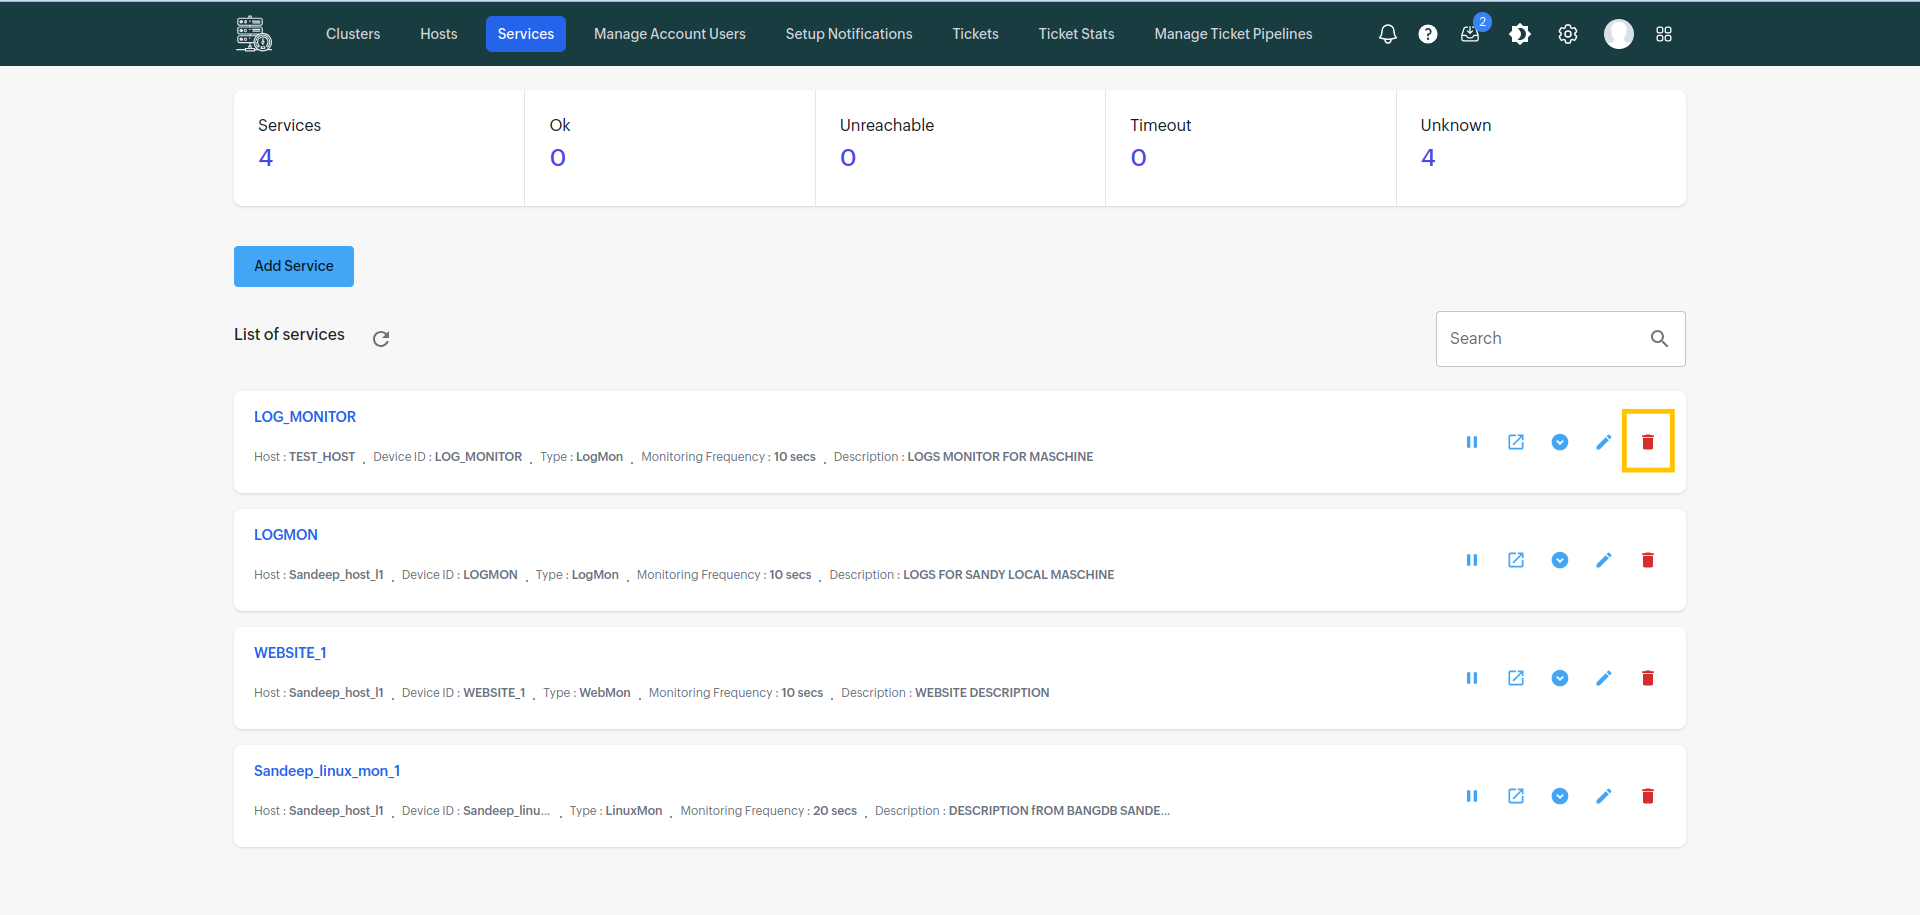 Clusters Hosts Services Manage Account Users Setup Notifications Tickets Ticket Stats Manage Ticket Pipelines ? 2
Services Ok Unreachable Timeout Unknown
4 0 0 0 4
Add Service
List of services Search
LOG_MONITOR
Host : TEST_HOST . Device ID : LOG_MONITOR . Type : LogMon . Monitoring Frequency : 10 secs . Description : LOGS MONITOR FOR MASCHINE
LOGMON
Host : Sandeep_host_l1 . Device ID : LOGMON . Type : LogMon . Monitoring Frequency : 10 secs . Description : LOGS FOR SANDY LOCAL MASCHINE
WEBSITE_1
Host : Sandeep_host_l1 . Device ID : WEBSITE_1 . Type : WebMon . Monitoring Frequency : 10 secs . Description : WEBSITE DESCRIPTION
Sandeep_linux_mon_1
Host : Sandeep_host_l1 . Device ID : Sandeep_linu... . Type : LinuxMon . Monitoring Frequency : 20 secs . Description : DESCRIPTION fROM BANGDB SANDE...